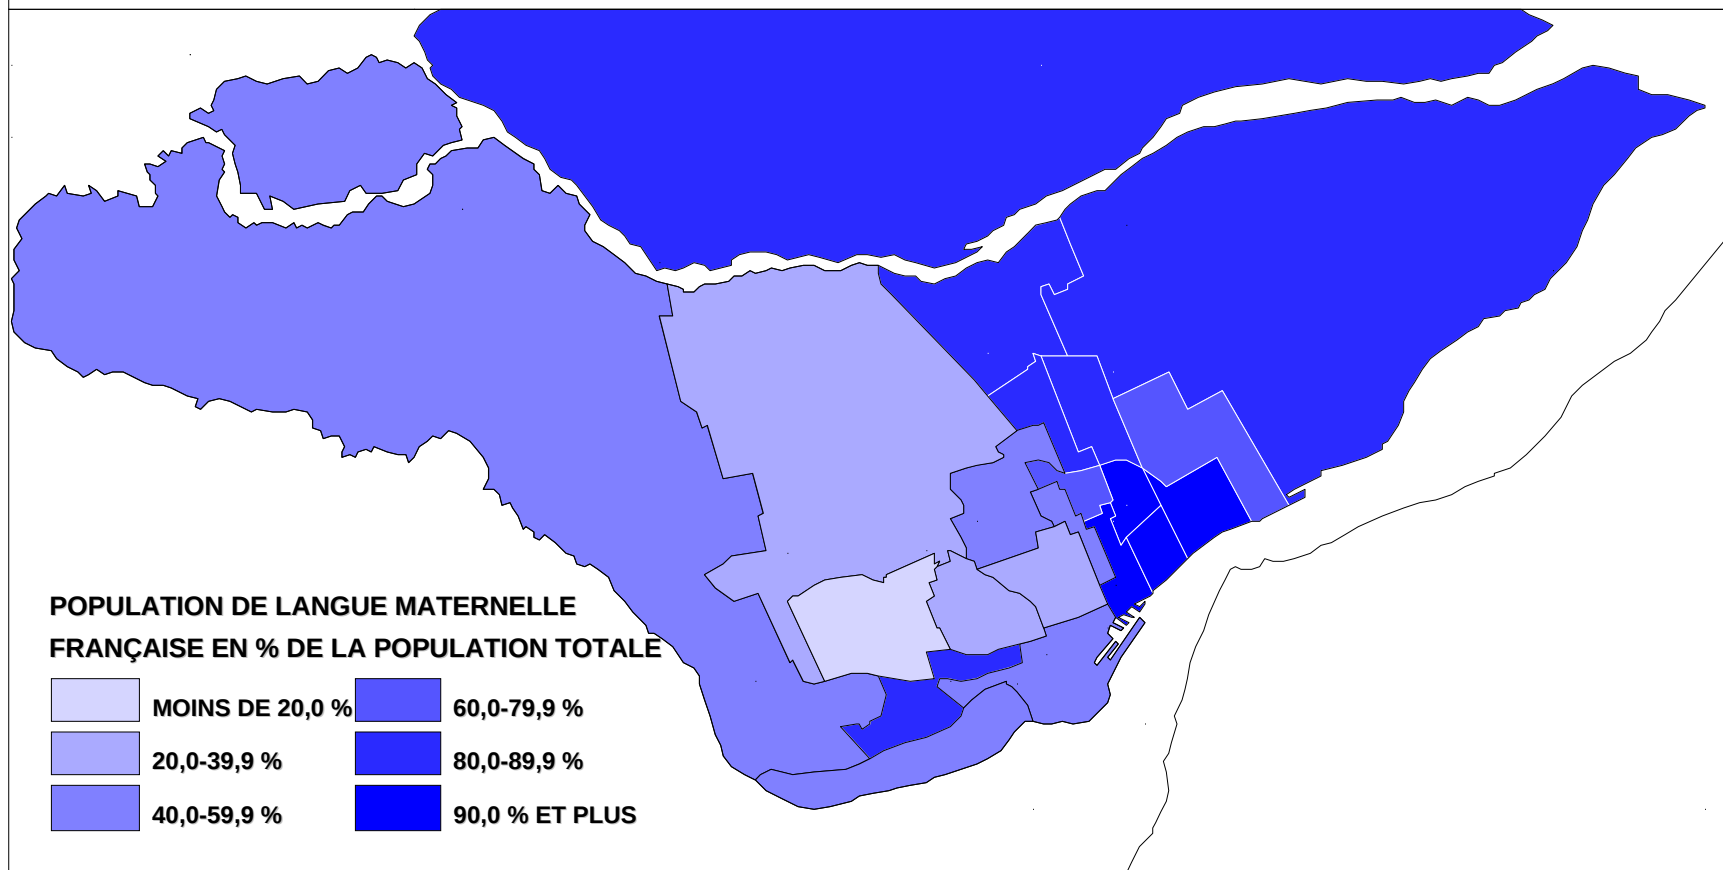 POPULATION DE LANGUE MATERNELLE
FRANÇAISE EN % DE LA POPULATION TOTALE
MOINS DE 20,0 %
60,0-79,9 %
20,0-39,9 %
80,0-89,9 %
40,0-59,9 %
90,0 % ET PLUS